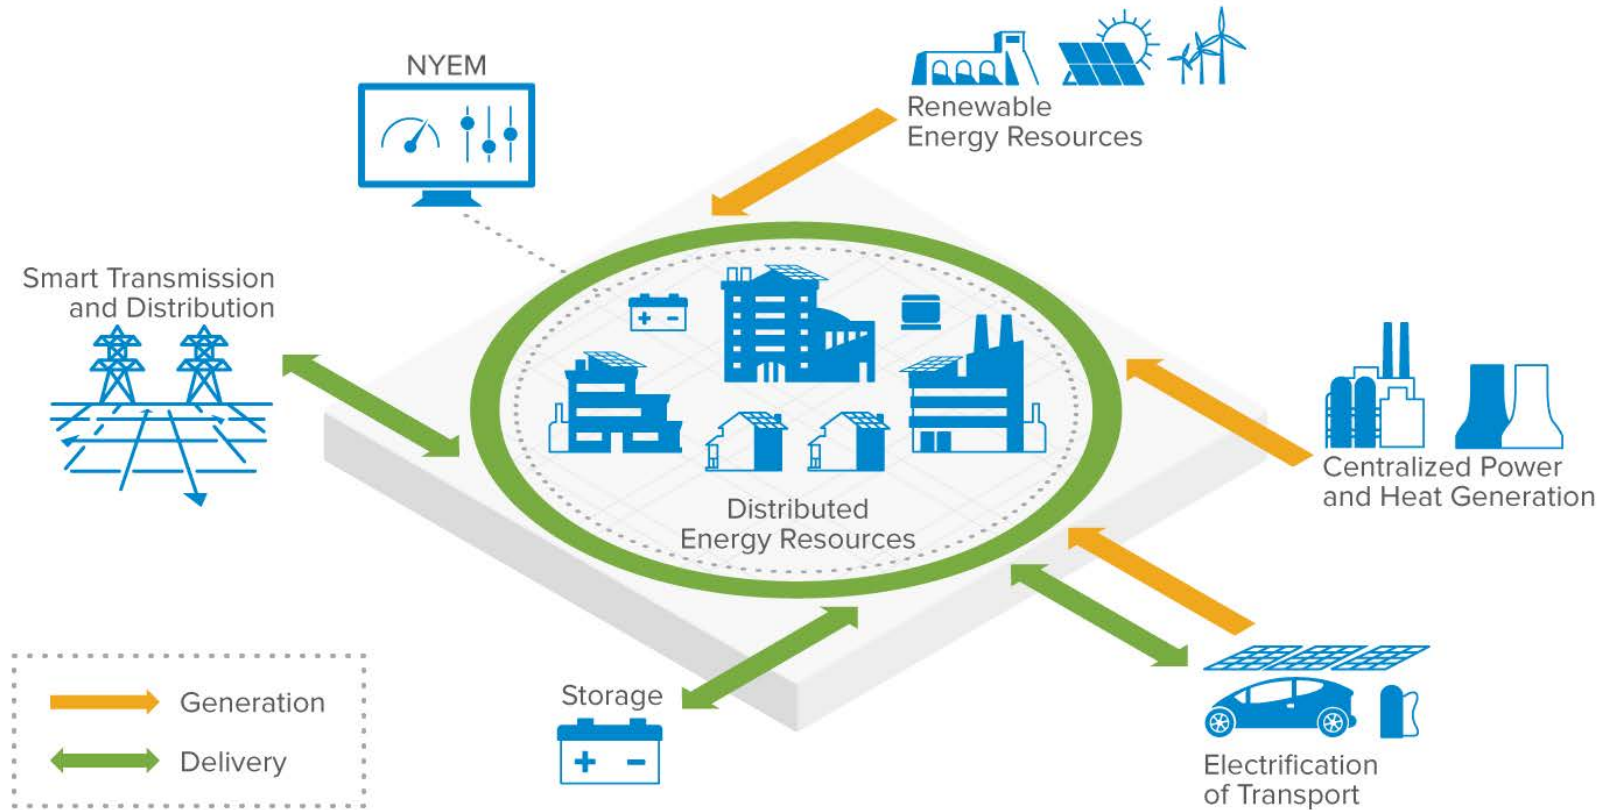 NYEM
Renewable
Energy Resources
Smart Transmission
and Distribution
Centralized Power
and Heat Generation
Distributed
Energy Resources
Storage
Electrification
of Transport
Generation
Delivery